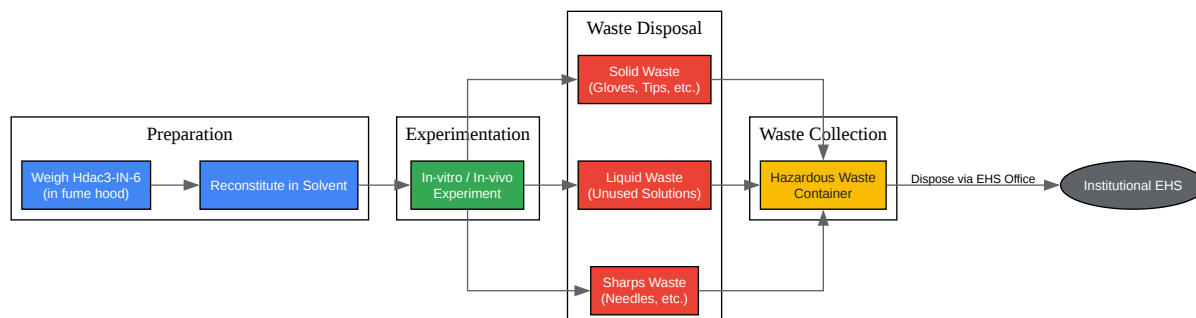 Preparation
Weigh Hdac3-IN-6
(in fume hood)
Reconstitute in Solvent
Experimentation
In-vitro / In-vivo
Experiment
Waste Disposal
Solid Waste
(Gloves, Tips, etc.)
Liquid Waste
(Unused Solutions)
Sharps Waste
(Needles, etc.)
Waste Collection
Hazardous Waste
Container
Dispose via EHS Office
Institutional EHS